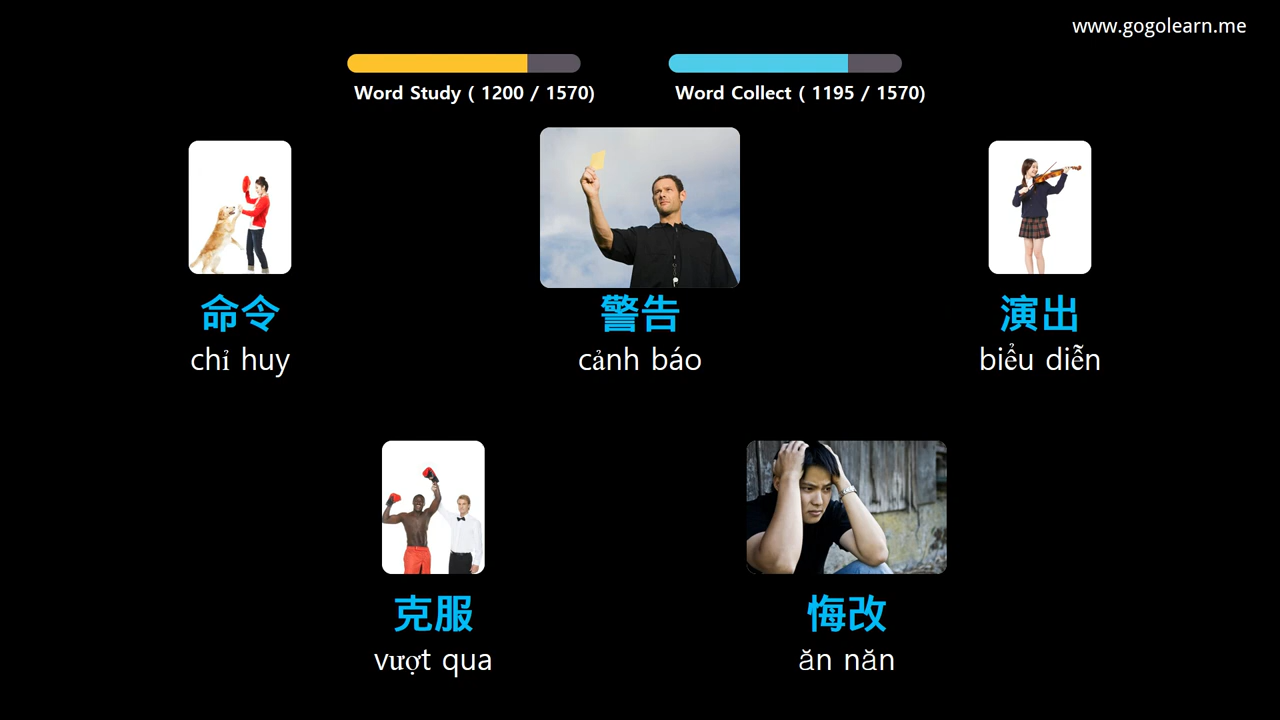 www.gogolearn.me
Word Study ( 1200 / 1570)
Word Collect ( 1195 / 1570)
命令
chỉ huy
警告
cảnh báo
演出
biểu diễn
克服
vượt qua
悔改
ăn năn